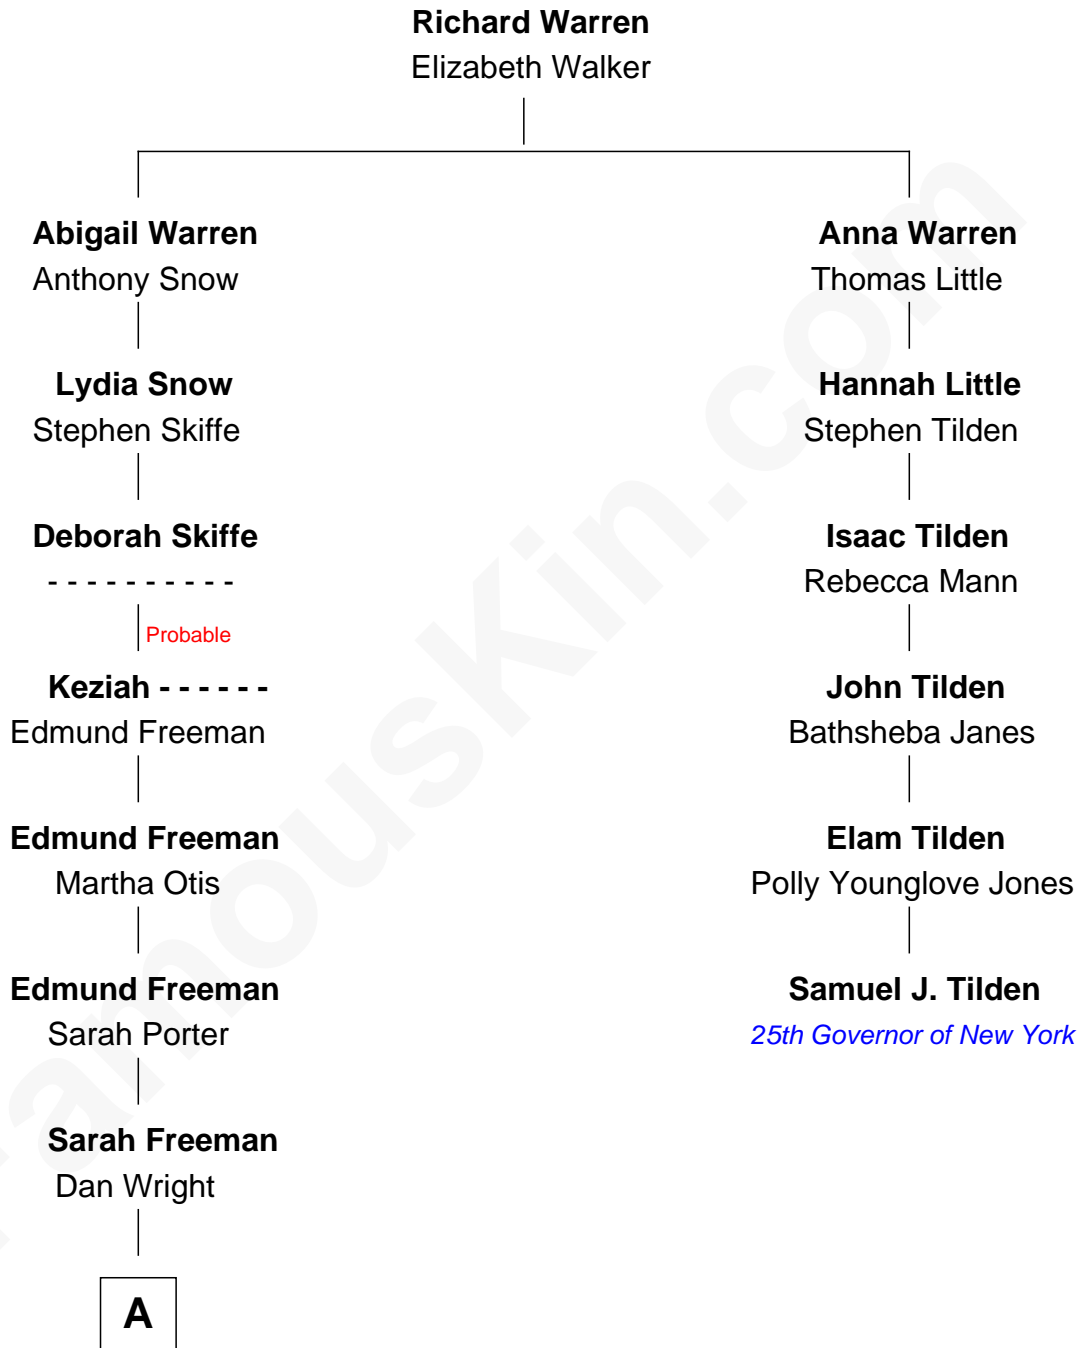 Richard Warren
Elizabeth Walker
Abigail Warren
Anthony Snow
Anna Warren
Thomas Little
Lydia Snow
Stephen Skiffe
Hannah Little
Stephen Tilden
Deborah Skiffe
- - - - - - - - - -
Isaac Tilden
Rebecca Mann
Probable
Keziah - - - - - -
Edmund Freeman
John Tilden
Bathsheba Janes
Edmund Freeman
Martha Otis
Elam Tilden
Polly Younglove Jones
Edmund Freeman
Sarah Porter
Samuel J. Tilden
25th Governor of New York
Sarah Freeman
Dan Wright
A
FamousKin.com